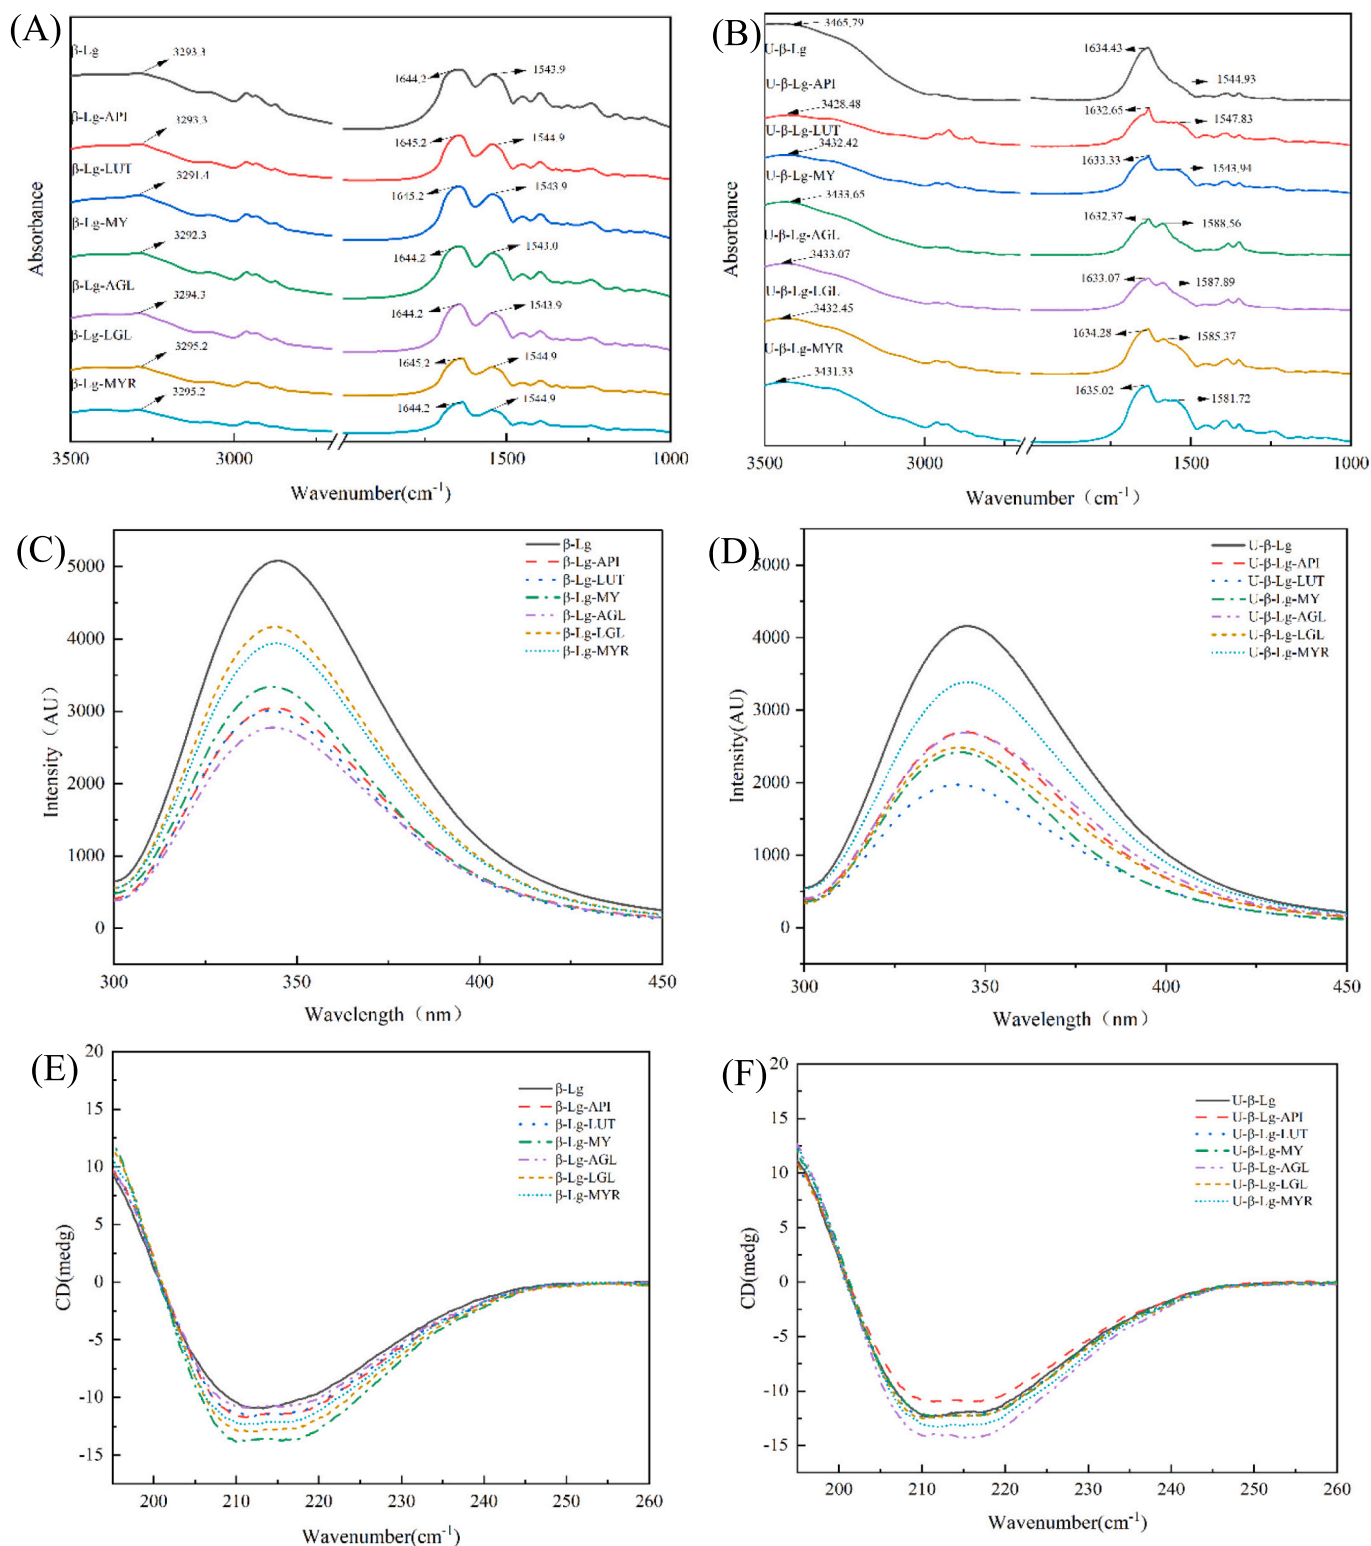 (A)
β-Lg
3293.3
1644.2
1543.9
β-Lg-API
3293.3
1645.2
1544.9
β-Lg-LUT
3291.4
1645.2
1543.9
β-Lg-MY
3292.3
1644.2
1543.0
β-Lg-AGL
3294.3
1644.2
1543.9
β-Lg-LGL
3295.2
1645.2
1544.9
β-Lg-MYR
3295.2
1644.2
1544.9
Absorbance
3500 3000 1500 1000
Wavenumber(cm⁻¹)
(B)
3465.79
U-β-Lg
1634.43
1544.93
U-β-Lg-API
3428.48
1632.65
1547.83
U-β-Lg-LUT
3432.42
1633.33
1543.94
U-β-Lg-MY
3433.65
1632.37
1588.56
U-β-Lg-AGL
3433.07
1633.07
1587.89
U-β-Lg-LGL
3432.45
1634.28
1585.37
U-β-Lg-MYR
3431.33
1635.02
1581.72
Absorbance
3500 3000 1500 1000
Wavenumber（cm⁻¹）
(C)
β-Lg
β-Lg-API
β-Lg-LUT
β-Lg-MY
β-Lg-AGL
β-Lg-LGL
β-Lg-MYR
5000
4000
3000
2000
1000
0
Intensity（AU）
300 350 400 450
Wavelength（nm）
(D)
U-β-Lg
U-β-Lg-API
U-β-Lg-LUT
U-β-Lg-MY
U-β-Lg-AGL
U-β-Lg-LGL
U-β-Lg-MYR
5000
4000
3000
2000
1000
0
Intensity(AU)
300 350 400 450
Wavelength（nm）
(E)
β-Lg
β-Lg-API
β-Lg-LUT
β-Lg-MY
β-Lg-AGL
β-Lg-LGL
β-Lg-MYR
20
15
10
5
0
-5
-10
-15
CD(medg)
200 210 220 230 240 250 260
Wavenumber(cm⁻¹)
(F)
U-β-Lg
U-β-Lg-API
U-β-Lg-LUT
U-β-Lg-MY
U-β-Lg-AGL
U-β-Lg-LGL
U-β-Lg-MYR
20
15
10
5
0
-5
-10
-15
CD(medg)
200 210 220 230 240 250 260
Wavenumber(cm⁻¹)